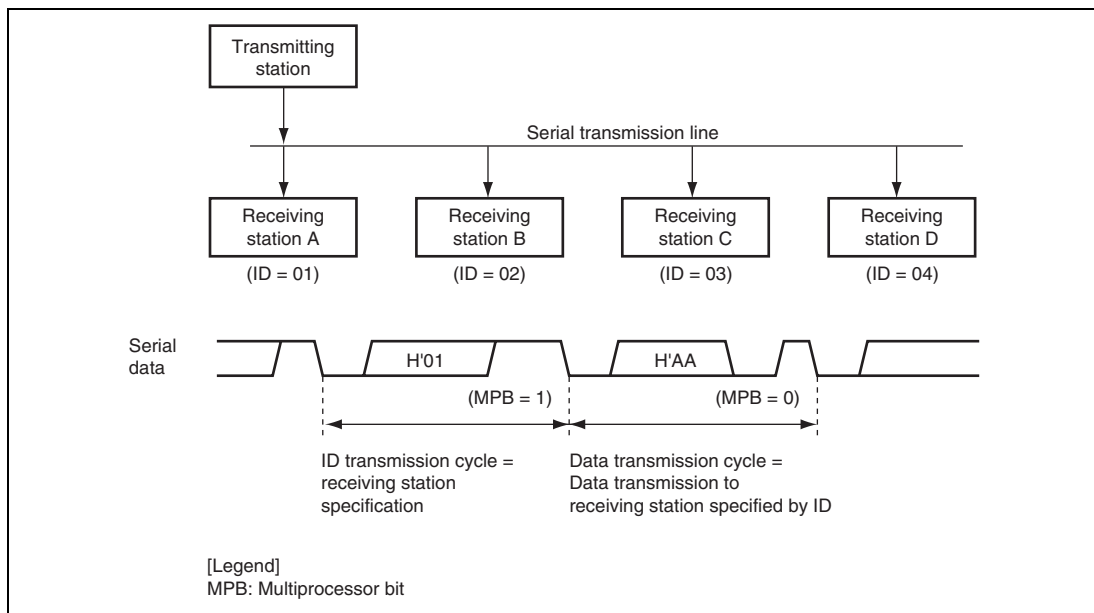 Transmitting
station
Serial transmission line
Receiving
station A
Receiving
station B
Receiving
station C
Receiving
station D
(ID = 01)
(ID = 02)
(ID = 03)
(ID = 04)
Serial
data
H'01
H'AA
(MPB = 1)
(MPB = 0)
ID transmission cycle =
receiving station
specification
Data transmission cycle =
Data transmission to
receiving station specified by ID
[Legend]
MPB: Multiprocessor bit